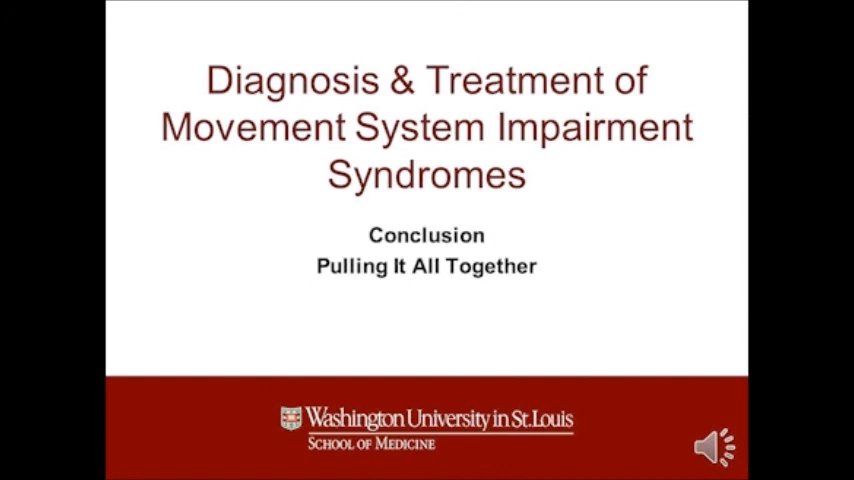 Diagnosis & Treatment of
Movement System Impairment
Syndromes
Conclusion
Pulling It All Together
Washington University in St. Louis
SCHOOL OF MEDICINE